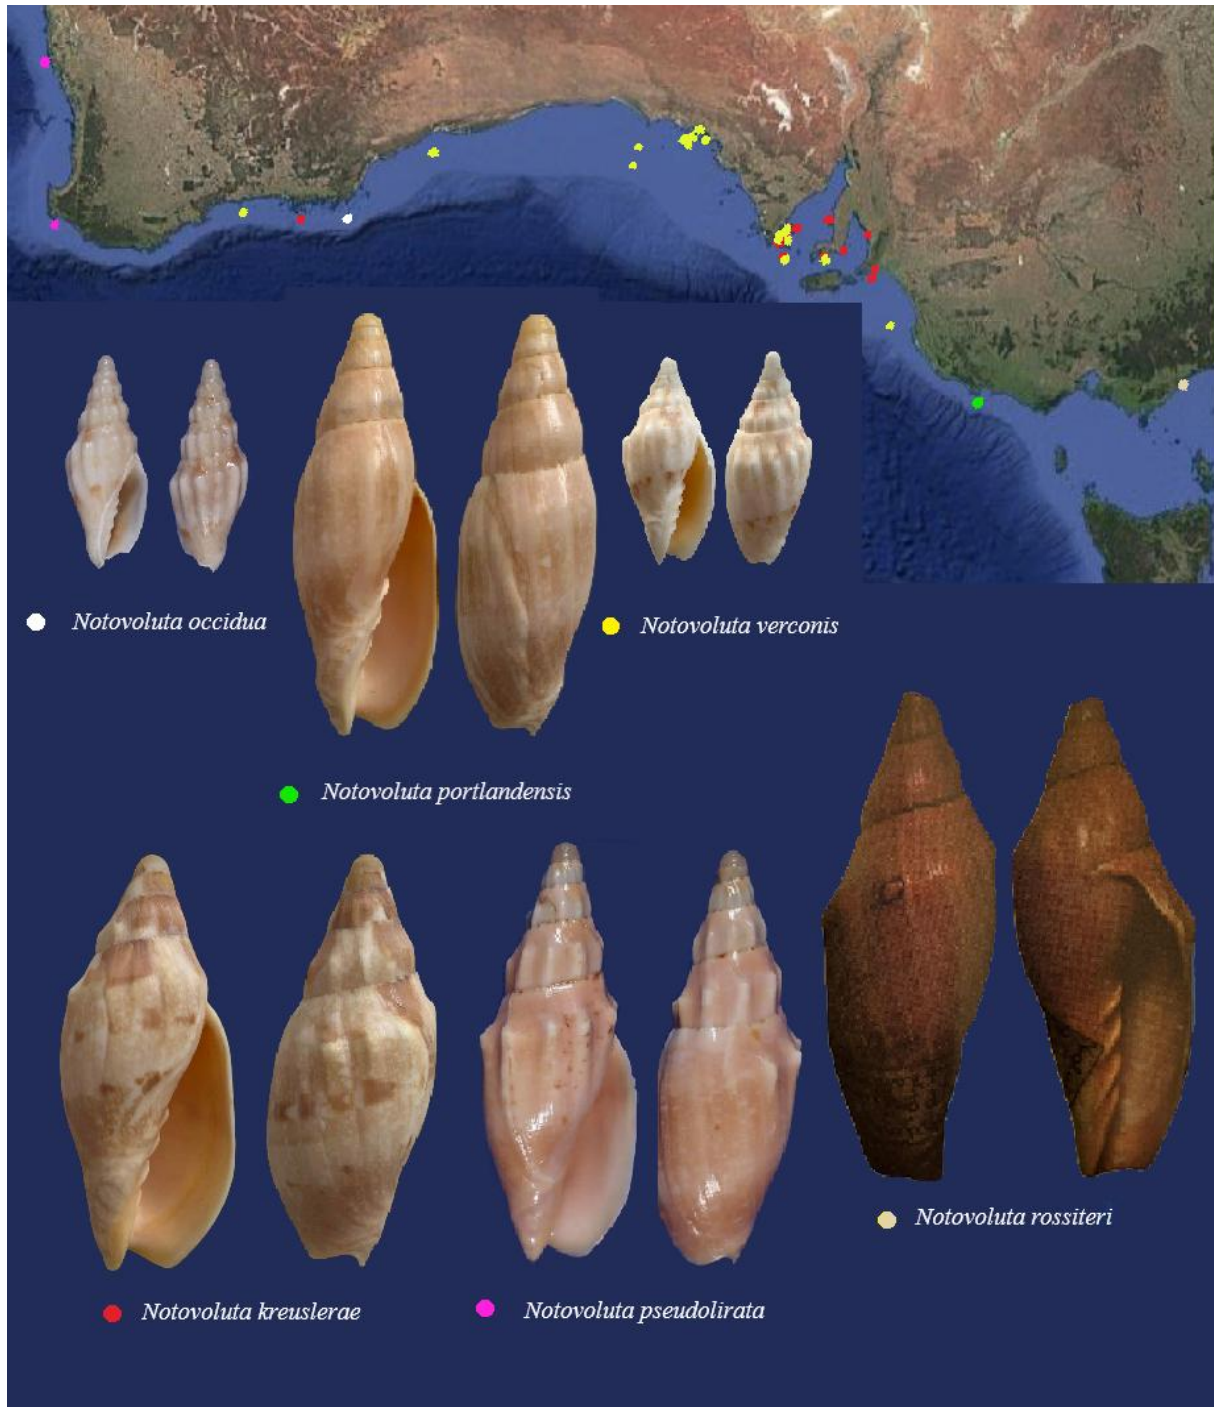 Notovoluta occidua
Notovoluta verconis
Notovoluta portlandensis
Notovoluta rossiteri
Notovoluta kreuslerae
Notovoluta pseudolirata